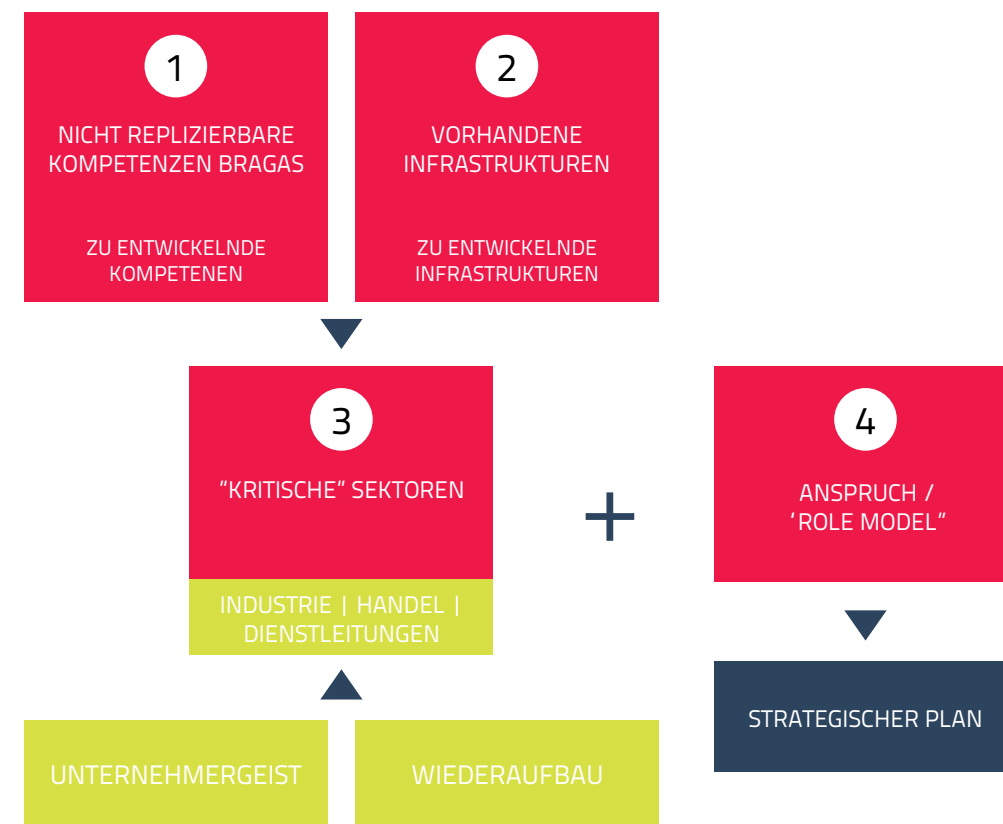 1
NICHT REPLIZIERBARE
KOMPETENZEN BRAGAS
ZU ENTWICKELNDE
KOMPETENEN
2
VORHANDENE
INFRASTRUKTUREN
ZU ENTWICKELNDE
INFRASTRUKTUREN
3
"KRITISCHE" SEKTOREN
INDUSTRIE | HANDEL |
DIENSTLEITUNGEN
+
4
ANSPRUCH /
'ROLE MODEL"
STRATEGISCHER PLAN
UNTERNEHMERGEIST
WIEDERAUFBAU